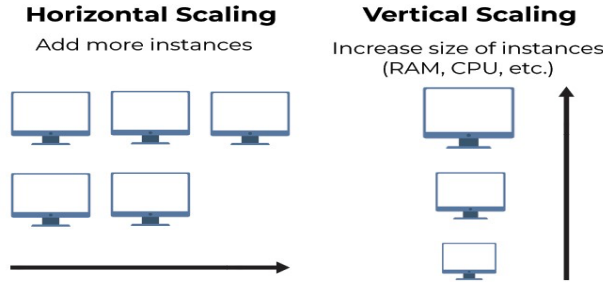 Horizontal Scaling
Add more instances
Vertical Scaling
Increase size of instances
(RAM, CPU, etc.)